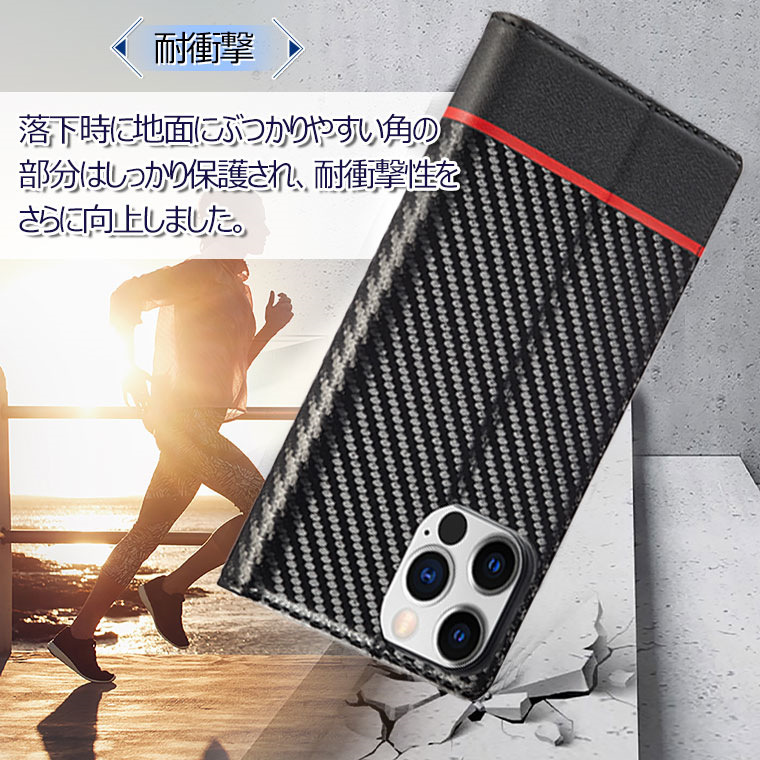 耐衝撃
落下時に地面にぶつかりやすい角の
部分はしっかり保護され、耐衝撃性を
さらに向上しました。